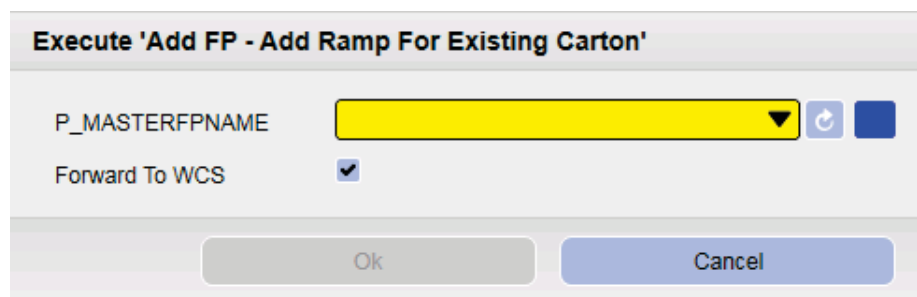 Execute 'Add FP - Add Ramp For Existing Carton'
P_MASTERFPNAME
Forward To WCS
Ok Cancel